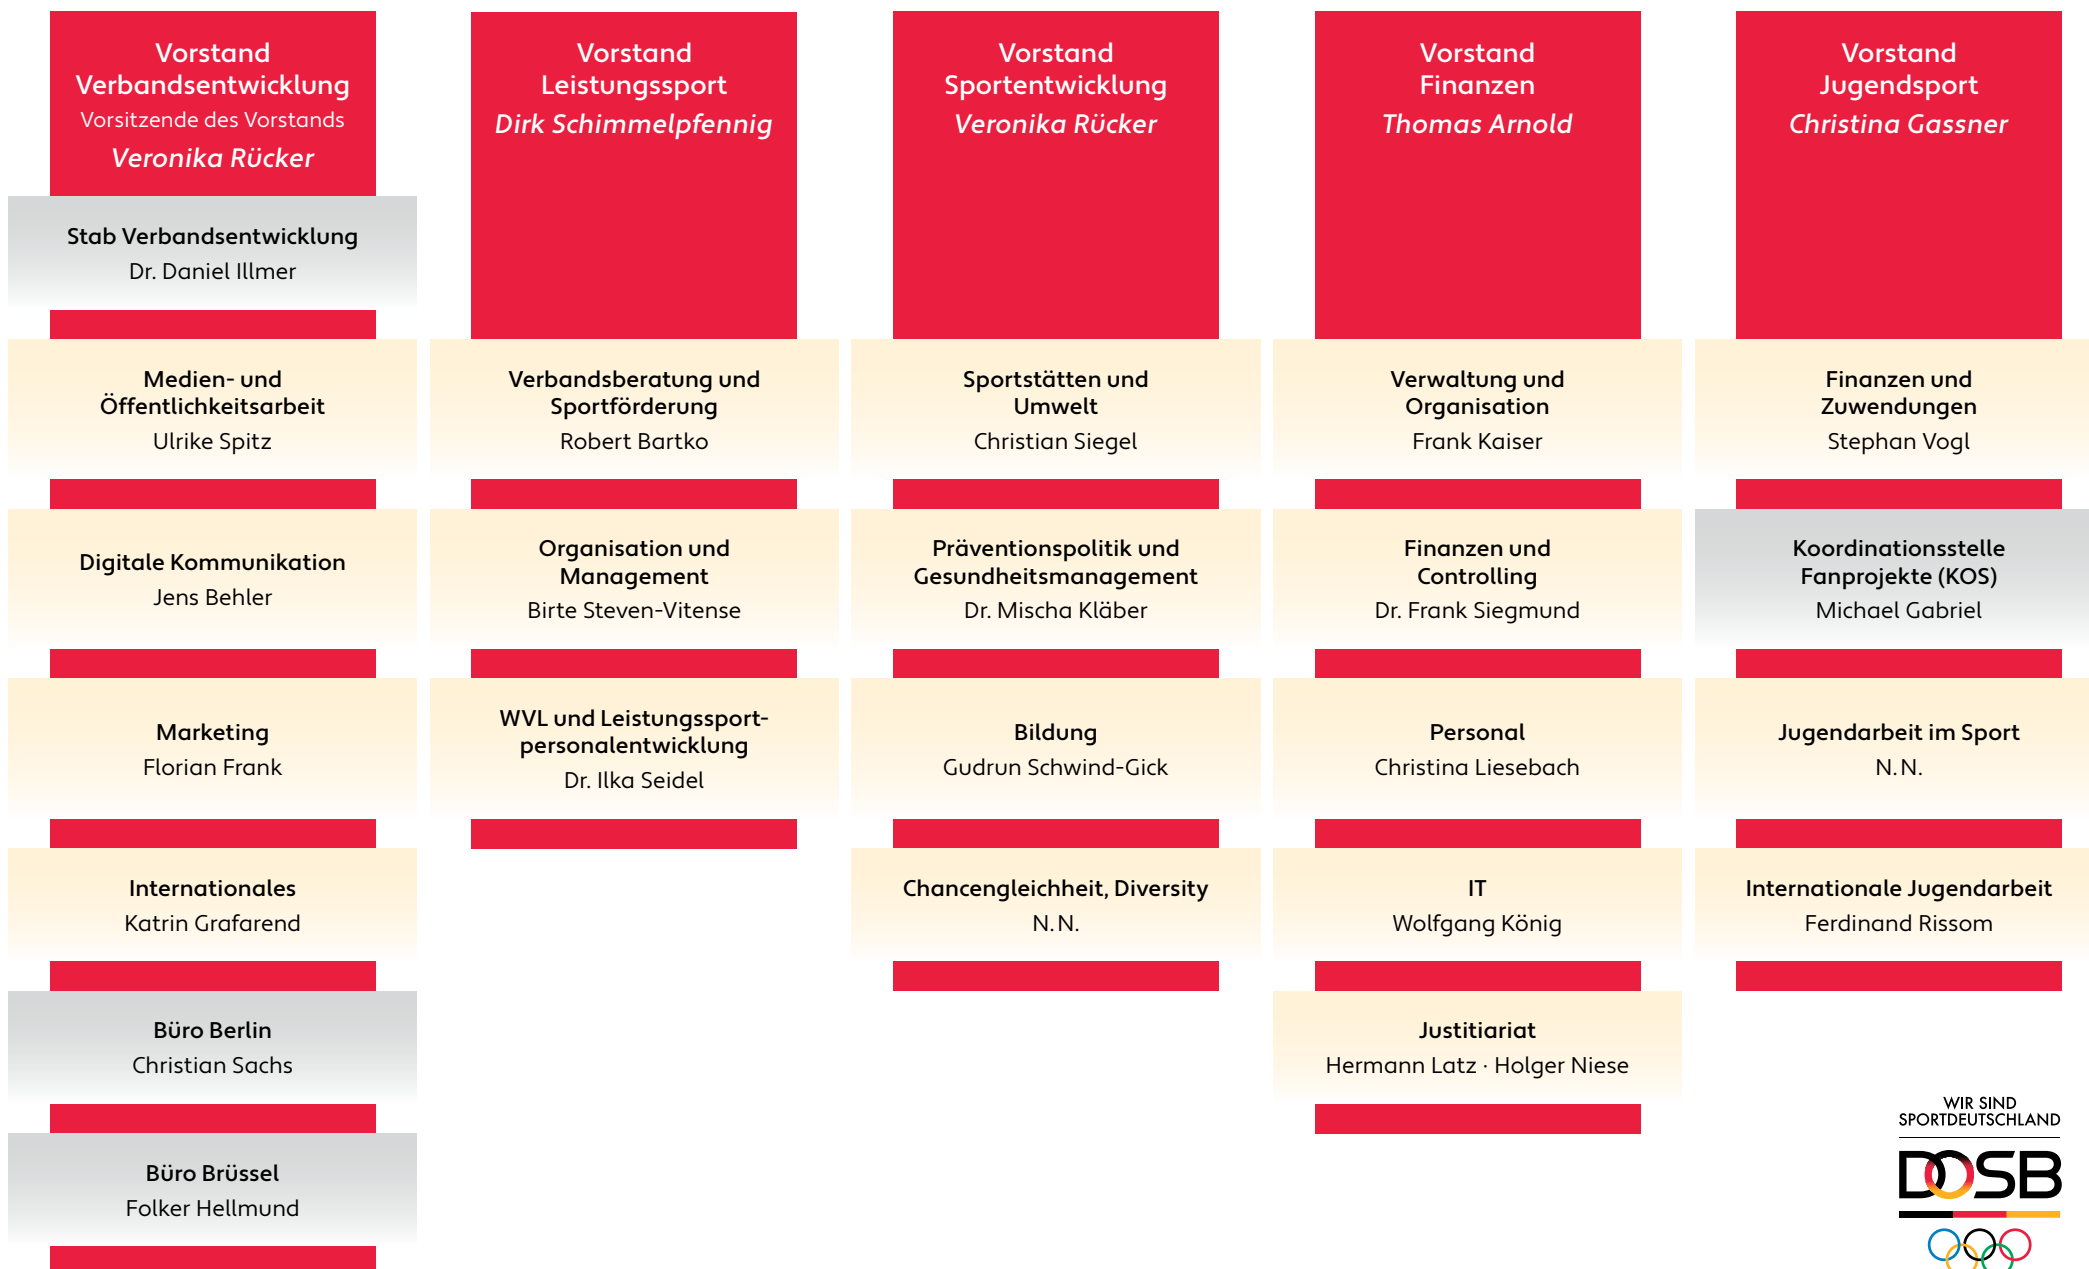 Vorstand
Verbandsentwicklung
Vorsitzende des Vorstands
Veronika Rücker
Stab Verbandsentwicklung
Dr. Daniel Illmer
Medien- und
Öffentlichkeitsarbeit
Ulrike Spitz
Digitale Kommunikation
Jens Behler
Marketing
Florian Frank
Internationales
Katrin Grafarend
Büro Berlin
Christian Sachs
Büro Brüssel
Folker Hellmund
Vorstand
Leistungssport
Dirk Schimmelpfennig
Verbandsberatung und
Sportförderung
Robert Bartko
Organisation und
Management
Birte Steven-Vitense
WVL und Leistungssport-
personalentwicklung
Dr. Ilka Seidel
Vorstand
Sportentwicklung
Veronika Rücker
Sportstätten und
Umwelt
Christian Siegel
Präventionspolitik und
Gesundheitsmanagement
Dr. Mischa Kläber
Bildung
Gudrun Schwind-Gick
Chancengleichheit, Diversity
N. N.
Vorstand
Finanzen
Thomas Arnold
Verwaltung und
Organisation
Frank Kaiser
Finanzen und
Controlling
Dr. Frank Siegmund
Personal
Christina Liesebach
IT
Wolfgang König
Justitiariat
Hermann Latz · Holger Niese
Vorstand
Jugendsport
Christina Gassner
Finanzen und
Zuwendungen
Stephan Vogl
Koordinationsstelle
Fanprojekte (KOS)
Michael Gabriel
Jugendarbeit im Sport
N. N.
Internationale Jugendarbeit
Ferdinand Rissom
WIR SIND
SPORTDEUTSCHLAND
DOSB